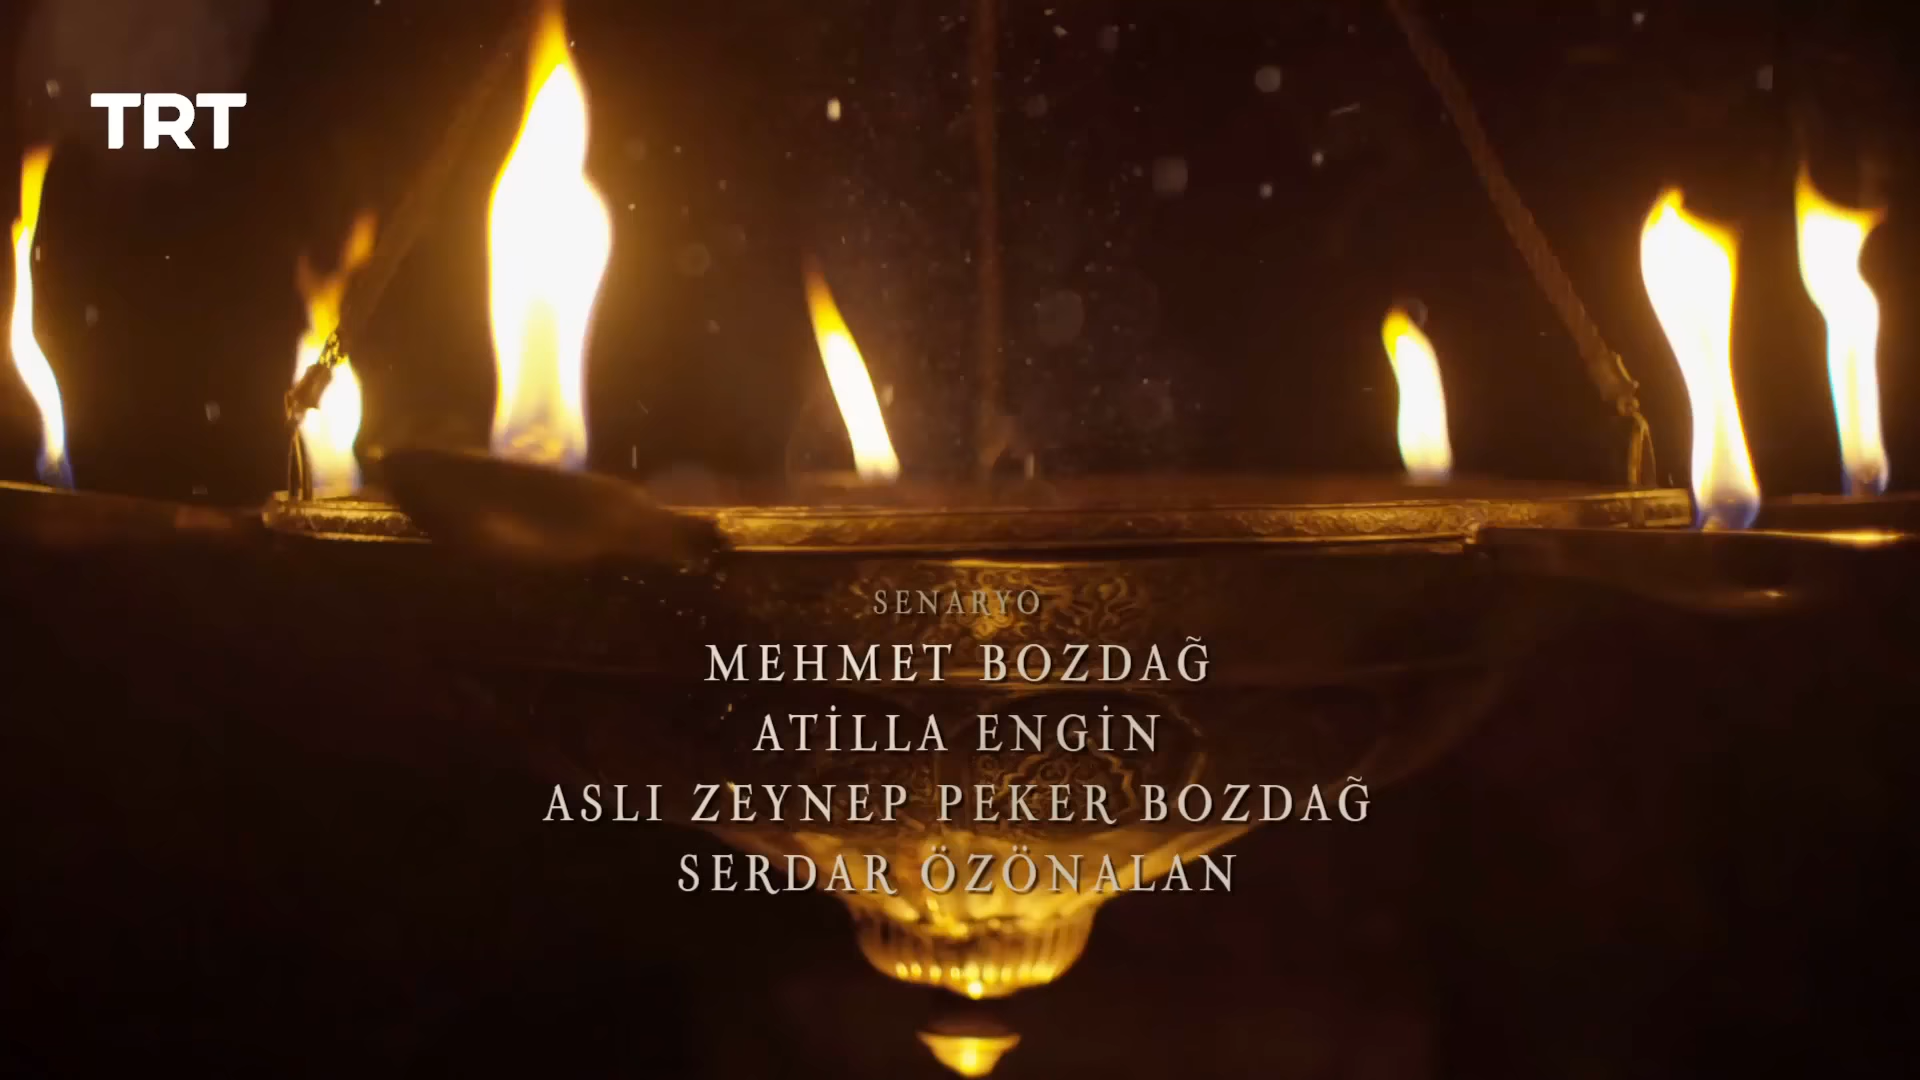 TRT
SENARYO
MEHMET BOZDAĞ
ATİLLA ENGİN
ASLI ZEYNEP PEKER BOZDAĞ
SERDAR ÖZÖNALAN